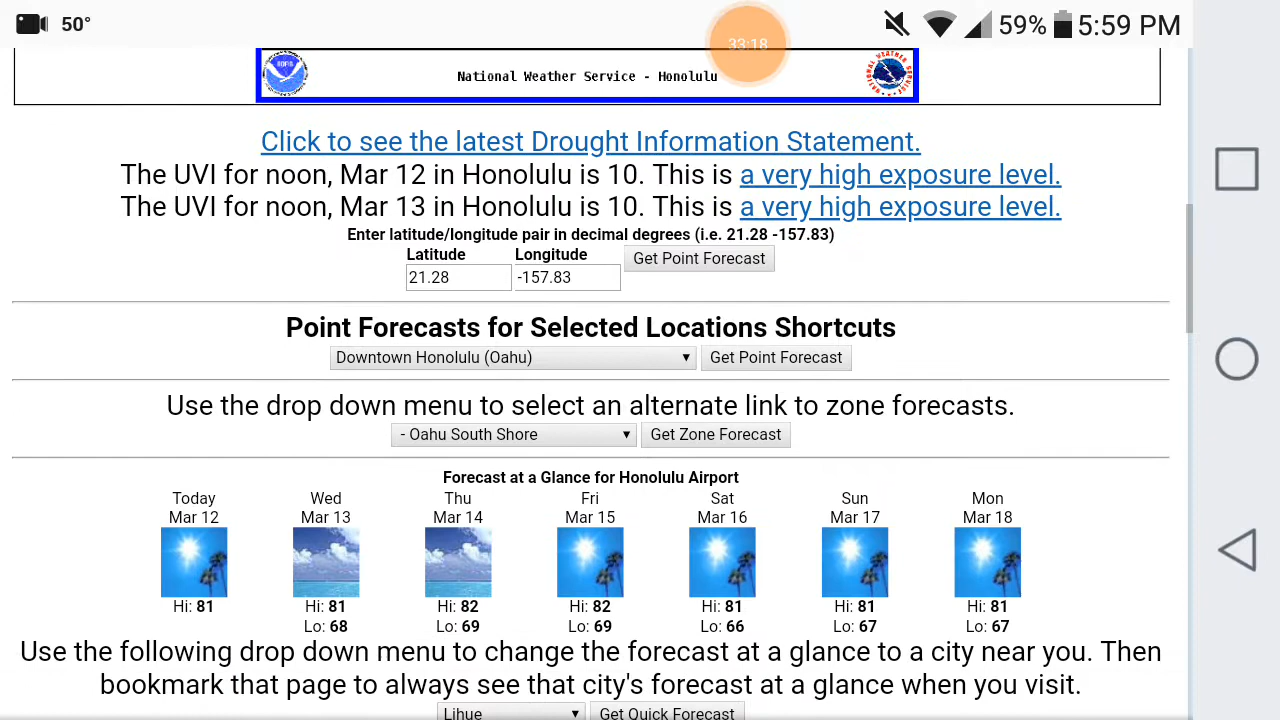 50° 33:18 59% 5:59 PM
National Weather Service - Honolulu
Click to see the latest Drought Information Statement.
The UVI for noon, Mar 12 in Honolulu is 10. This is a very high exposure level.
The UVI for noon, Mar 13 in Honolulu is 10. This is a very high exposure level.
Enter latitude/longitude pair in decimal degrees (i.e. 21.28 -157.83)
Latitude Longitude Get Point Forecast
21.28 -157.83
Point Forecasts for Selected Locations Shortcuts
Downtown Honolulu (Oahu) Get Point Forecast
Use the drop down menu to select an alternate link to zone forecasts.
- Oahu South Shore Get Zone Forecast
Forecast at a Glance for Honolulu Airport
Today Wed Thu Fri Sat Sun Mon
Mar 12 Mar 13 Mar 14 Mar 15 Mar 16 Mar 17 Mar 18
Hi: 81 Hi: 81 Hi: 82 Hi: 82 Hi: 81 Hi: 81 Hi: 81
Lo: 68 Lo: 69 Lo: 69 Lo: 66 Lo: 67 Lo: 67
Use the following drop down menu to change the forecast at a glance to a city near you. Then
bookmark that page to always see that city's forecast at a glance when you visit.
Lihue Get Quick Forecast